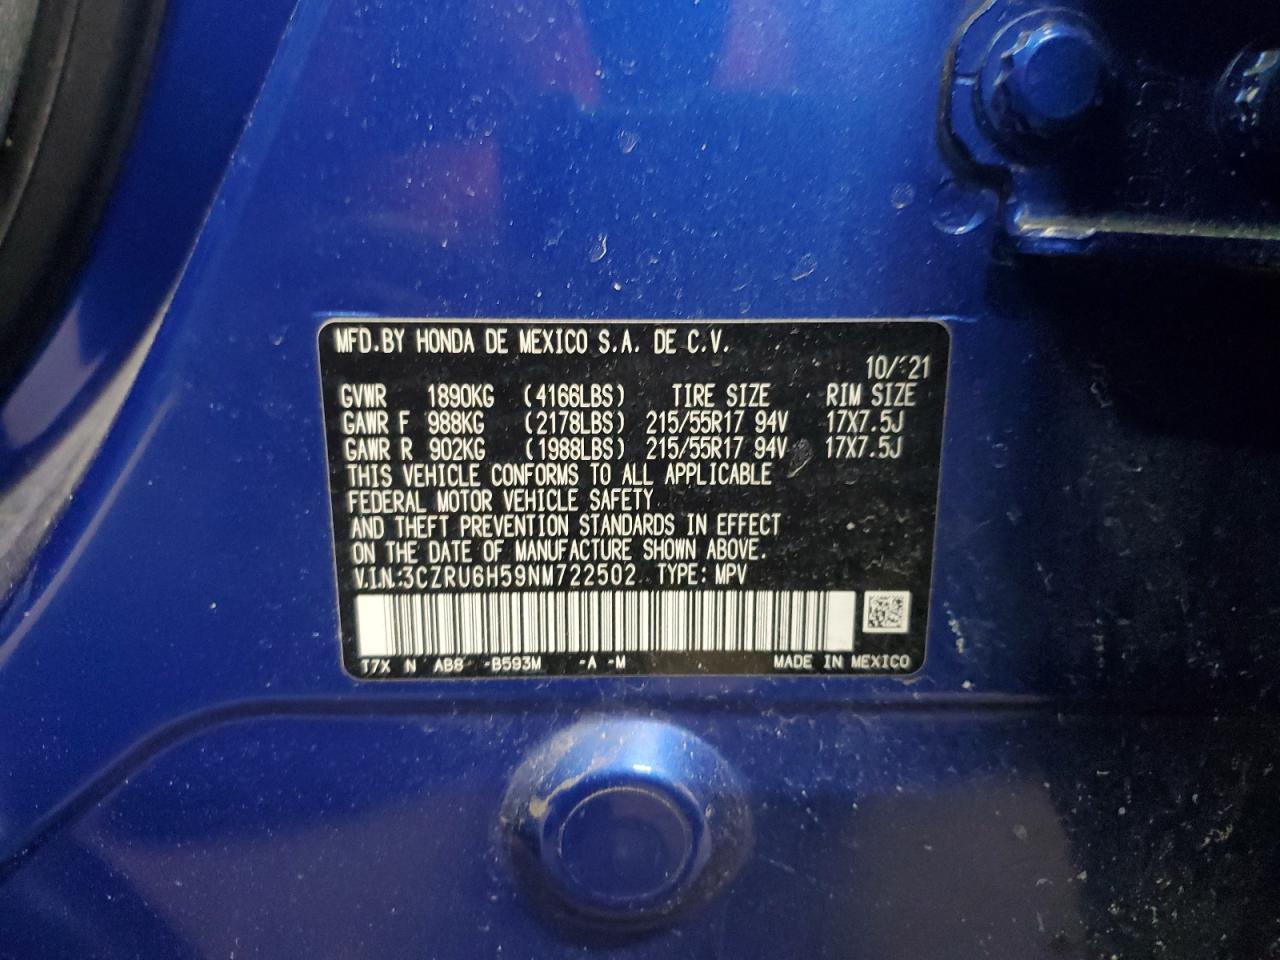 MFD. BY HONDA DE MEXICO S.A. DE C.V.
10/'21
GVWR 1890KG (4166LBS) TIRE SIZE RIM SIZE
GAWR F 988KG (2178LBS) 215/55R17 94V 17X7.5J
GAWR R 902KG (1988LBS) 215/55R17 94V 17X7.5J
THIS VEHICLE CONFORMS TO ALL APPLICABLE
FEDERAL MOTOR VEHICLE SAFETY
AND THEFT PREVENTION STANDARDS IN EFFECT
ON THE DATE OF MANUFACTURE SHOWN ABOVE.
V.I.N:3CZRU6H59NM722502 TYPE: MPV
T7X N AB8 -B593M -A -M MADE IN MEXICO